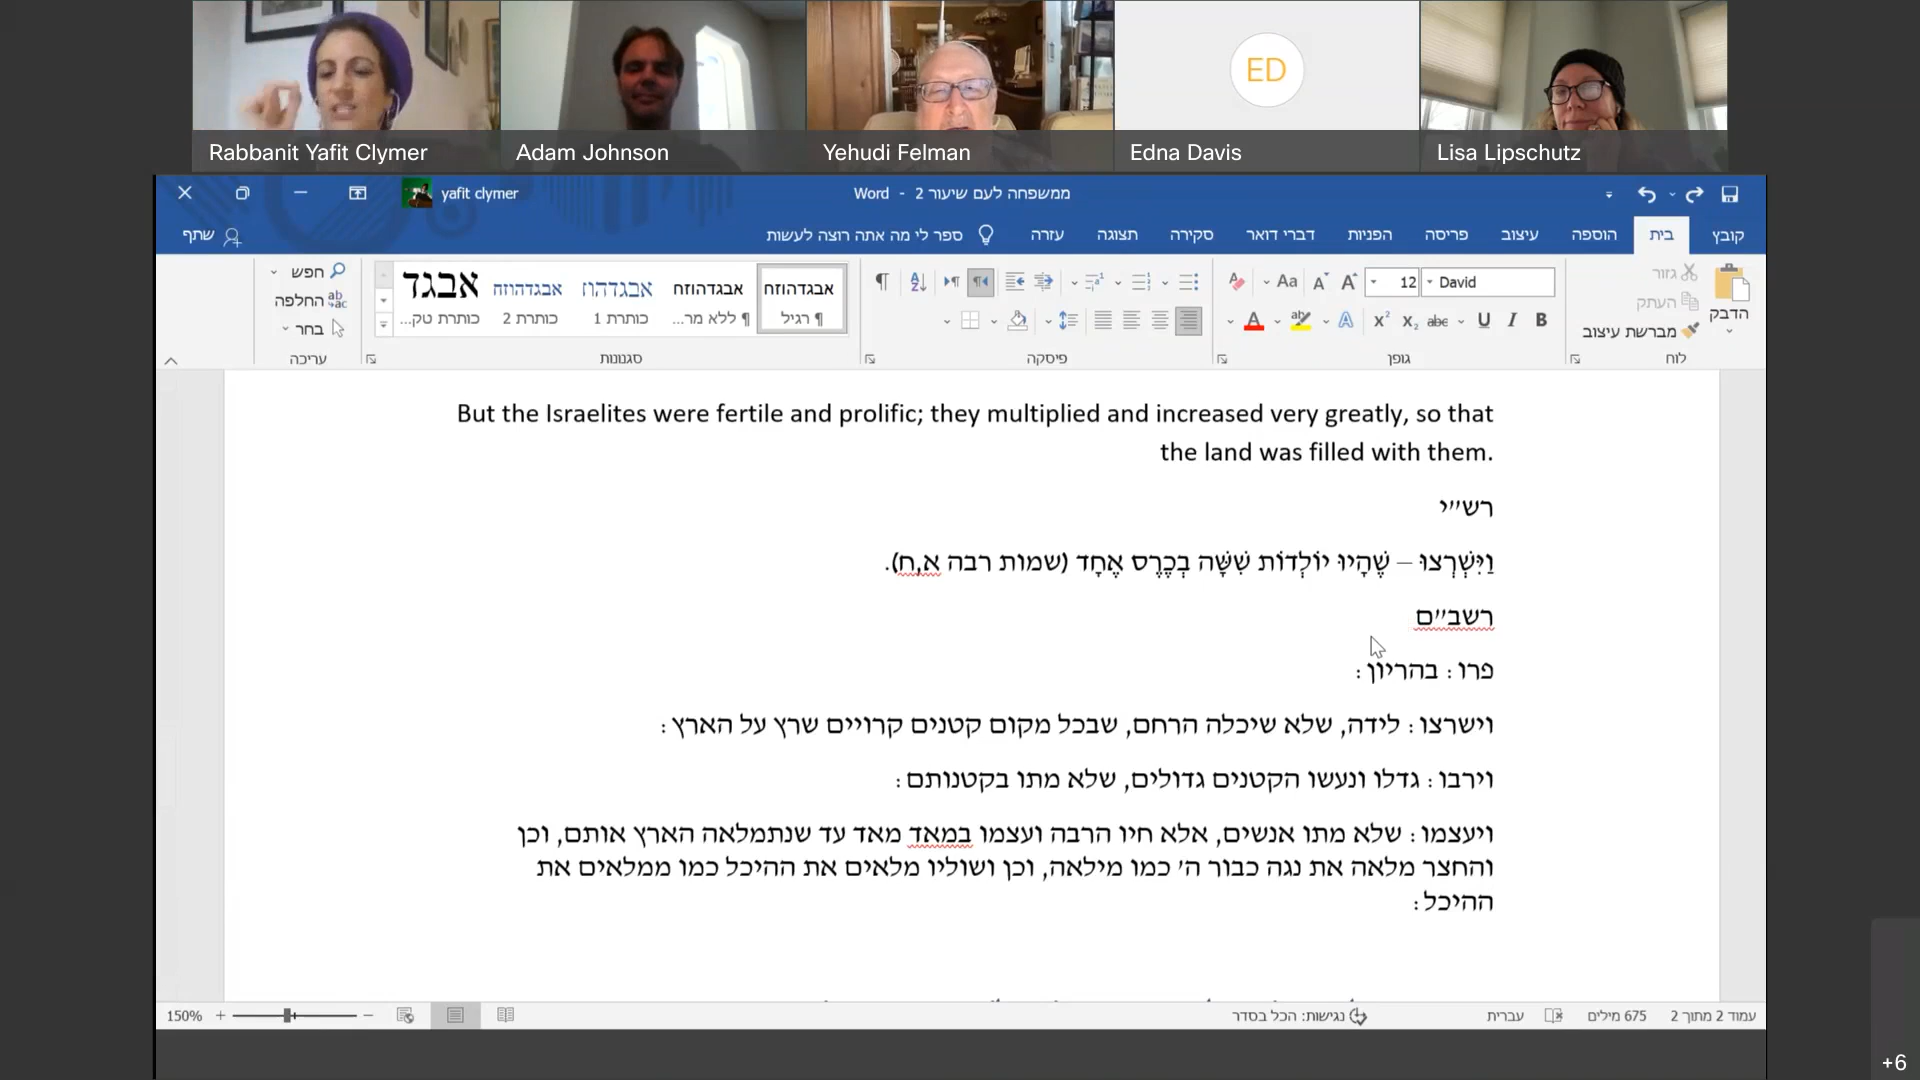 ED
Rabbanit Yafit Clymer
Adam Johnson
Yehudi Felman
Edna Davis
Lisa Lipschutz
yafit clymer
ממשפחה לעם שיעור 2 - Word
קובץ
בית
הוספה
עיצוב
פריסה
הפניות
דברי דואר
סקירה
תצוגה
עזרה
ספר לי מה אתה רוצה לעשות
שתף
הדבק
גזור
העתק
מברשת עיצוב
לוח
David
12
Aa
גופן
פיסקה
אבגדהוזח
¶ רגיל
אבגדהוזח
¶ ללא מר...
אבגדהוז
כותרת 1
אבגדהוזח
כותרת 2
אבגד
כותרת טק...
סגנונות
חפש
החלפה
בחר
עריכה
But the Israelites were fertile and prolific; they multiplied and increased very greatly, so that
the land was filled with them.
רש״י
וַיִּשְׁרְצוּ – שֶׁהָיוּ יוֹלְדוֹת שִׁשָּׁה בְּכֶרֶס אֶחָד (שמות רבה א,ח).
רשב״ם
פרו: בהריון:
וישרצו: לידה, שלא שיכלה הרחם, שבכל מקום קטנים קרויים שרץ על הארץ:
וירבו: גדלו ונעשו הקטנים גדולים, שלא מתו בקטנותם:
ויעצמו: שלא מתו אנשים, אלא חיו הרבה ועצמו במאד מאד עד שנתמלאה הארץ אותם, וכן
והחצר מלאה את נגה כבור ה׳ כמו מילאה, וכן ושוליו מלאים את ההיכל כמו ממלאים את
ההיכל:
עמוד 2 מתוך 2
675 מילים
עברית
נגישות: הכל בסדר
150%
+6